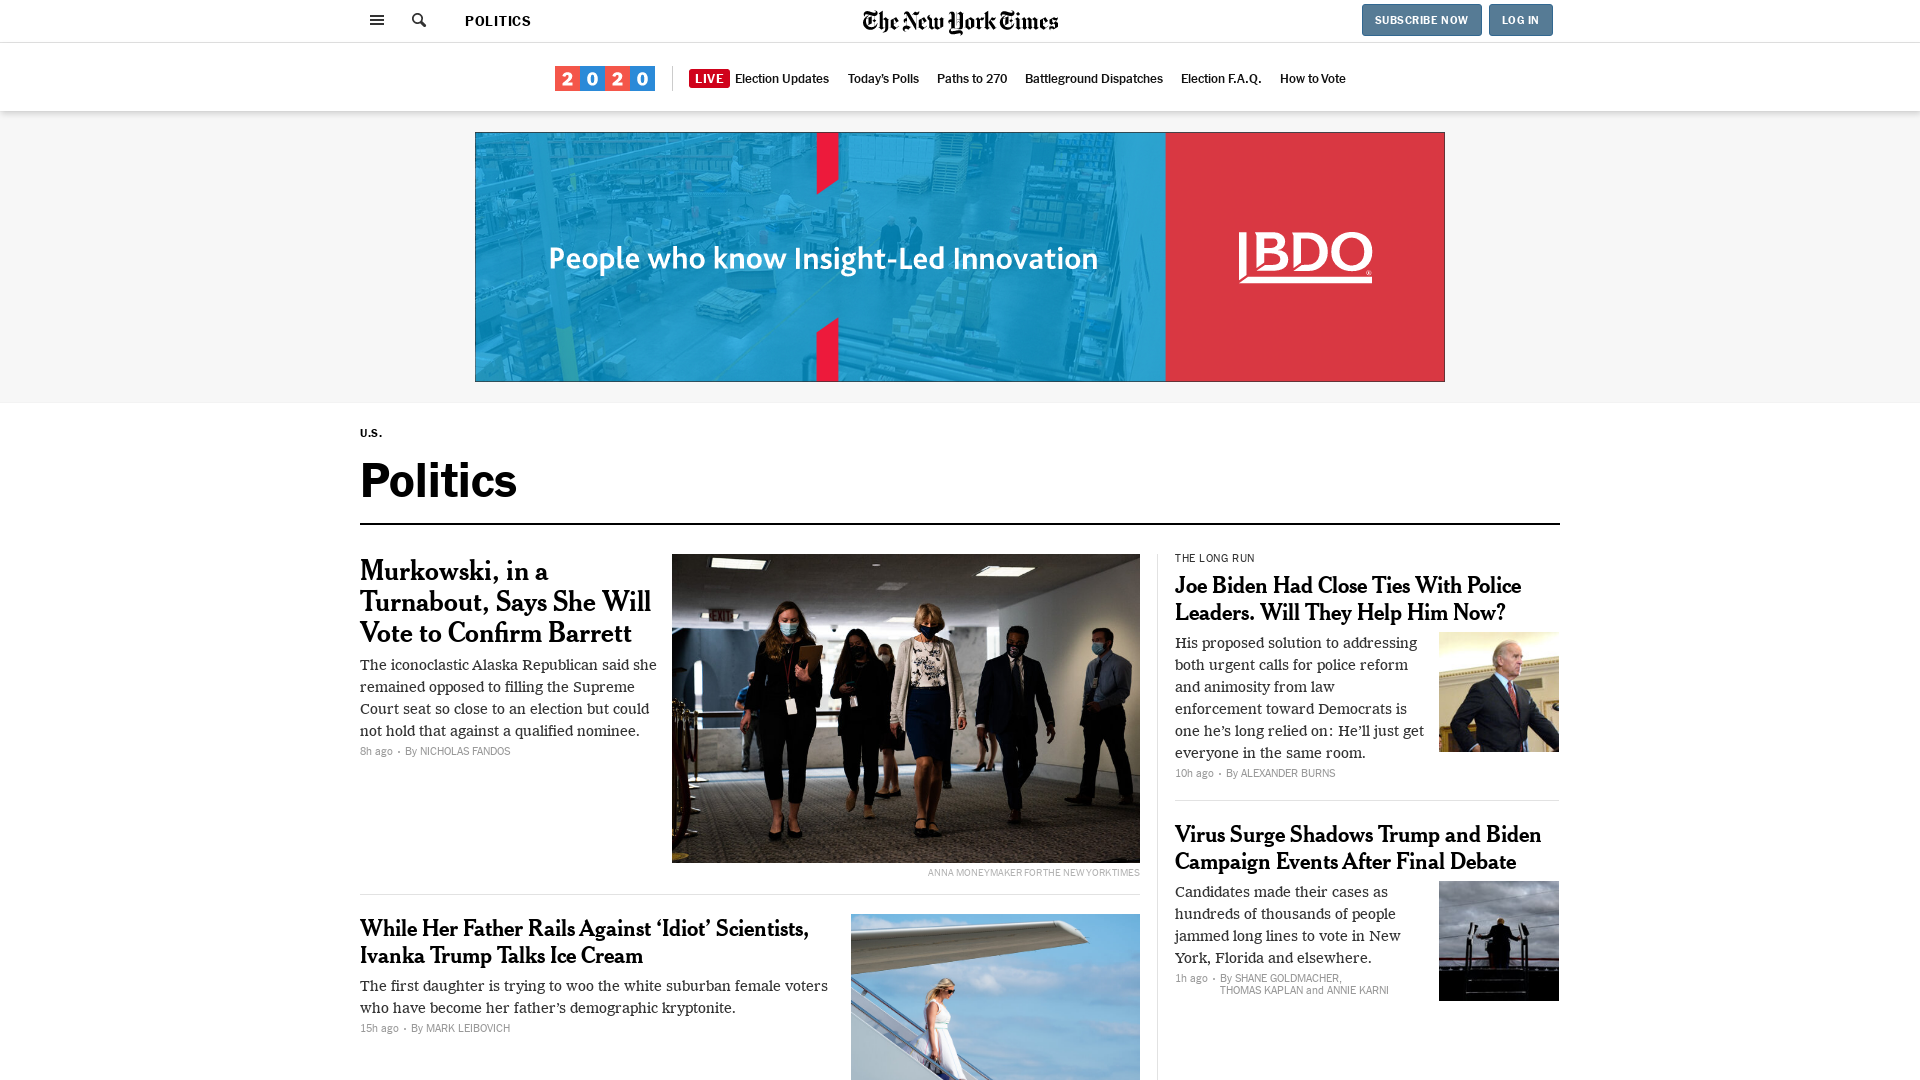 POLITICS
The New York Times
SUBSCRIBE NOW
LOG IN
2020
LIVE Election Updates
Today's Polls
Paths to 270
Battleground Dispatches
Election F.A.Q.
How to Vote
People who know Insight-Led Innovation
BDO
U.S.
Politics
Murkowski, in a
Turnabout, Says She Will
Vote to Confirm Barrett
The iconoclastic Alaska Republican said she
remained opposed to filling the Supreme
Court seat so close to an election but could
not hold that against a qualified nominee.
8h ago • By NICHOLAS FANDOS
EXIT
ANNA MONEYMAKER FOR THE NEW YORK TIMES
While Her Father Rails Against ‘Idiot’ Scientists,
Ivanka Trump Talks Ice Cream
The first daughter is trying to woo the white suburban female voters
who have become her father’s demographic kryptonite.
15h ago • By MARK LEIBOVICH
THE LONG RUN
Joe Biden Had Close Ties With Police
Leaders. Will They Help Him Now?
His proposed solution to addressing
both urgent calls for police reform
and animosity from law
enforcement toward Democrats is
one he’s long relied on: He’ll just get
everyone in the same room.
10h ago • By ALEXANDER BURNS
Virus Surge Shadows Trump and Biden
Campaign Events After Final Debate
Candidates made their cases as
hundreds of thousands of people
jammed long lines to vote in New
York, Florida and elsewhere.
1h ago • By SHANE GOLDMACHER,
THOMAS KAPLAN and ANNIE KARNI